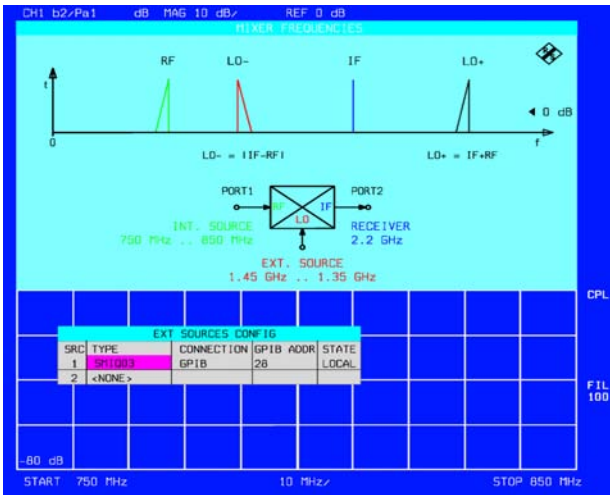 CH1 b2/Pa1 dB MAG 10 dB/ REF 0 dB
MIXER FREQUENCIES
RF LO- IF LO+
t
0 dB
0 f
LO- = |IF-RF| LO+ = IF+RF
PORT1 PORT2
RF IF
LO
INT. SOURCE RECEIVER
750 MHz .. 850 MHz 2.2 GHz
EXT. SOURCE
1.45 GHz .. 1.35 GHz
CPL
EXT SOURCES CONFIG
SRC TYPE CONNECTION GPIB ADDR STATE
1 SMIQ03 GPIB 28 LOCAL
2 <NONE>
FIL
100
-80 dB
START 750 MHz 10 MHz/ STOP 850 MHz